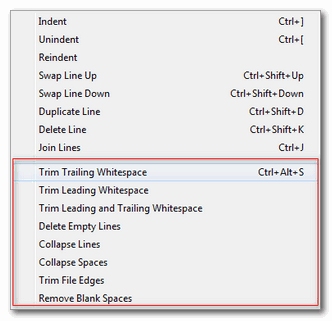 Indent Ctrl+]
Unindent Ctrl+[
Reindent
Swap Line Up Ctrl+Shift+Up
Swap Line Down Ctrl+Shift+Down
Duplicate Line Ctrl+Shift+D
Delete Line Ctrl+Shift+K
Join Lines Ctrl+J
Trim Trailing Whitespace Ctrl+Alt+S
Trim Leading Whitespace
Trim Leading and Trailing Whitespace
Delete Empty Lines
Collapse Lines
Collapse Spaces
Trim File Edges
Remove Blank Spaces